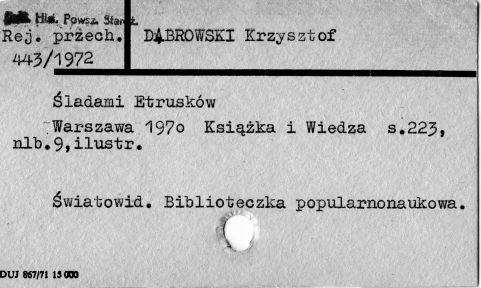 Hist. Powsz. Staroż.
Rej. przech. DĄBROWSKI Krzysztof
443/1972
Śladami Etrusków
Warszawa 197o Książka i Wiedza s.223,
nlb.9,ilustr.
Światowid. Biblioteczka popularnonaukowa.
DUJ 867/71 15 000